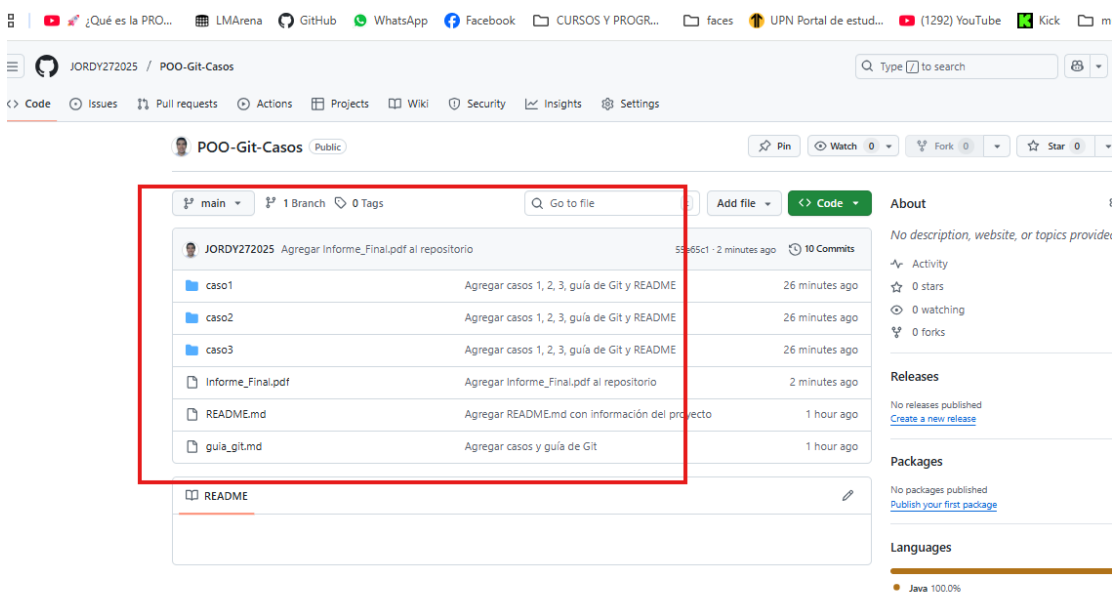 ¿Qué es la PRO... LMArena GitHub WhatsApp Facebook CURSOS Y PROGR... faces UPN Portal de estud... (1292) YouTube Kick m
JORDY272025 / POO-Git-Casos Type / to search
<> Code Issues Pull requests Actions Projects Wiki Security Insights Settings
POO-Git-Casos Public Pin Watch 0 Fork 0 Star 0
main 1 Branch 0 Tags Go to file Add file <> Code
JORDY272025 Agregar Informe_Final.pdf al repositorio 2 minutes ago 10 Commits
caso1 Agregar casos 1, 2, 3, guía de Git y README 26 minutes ago
caso2 Agregar casos 1, 2, 3, guía de Git y README 26 minutes ago
caso3 Agregar casos 1, 2, 3, guía de Git y README 26 minutes ago
Informe_Final.pdf Agregar Informe_Final.pdf al repositorio 2 minutes ago
README.md Agregar README.md con información del proyecto 1 hour ago
guia_git.md Agregar casos y guía de Git 1 hour ago
README
About
No description, website, or topics provided
Activity
0 stars
0 watching
0 forks
Releases
No releases published
Create a new release
Packages
No packages published
Publish your first package
Languages
Java 100.0%